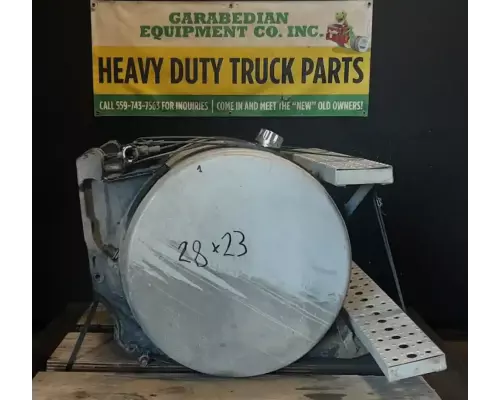 GARABEDIAN
EQUIPMENT CO. INC.
HEAVY DUTY TRUCK PARTS
CALL 559-743-7563 FOR INQUIRIES | COME IN AND MEET THE "NEW" OLD OWNERS!
28 x 23